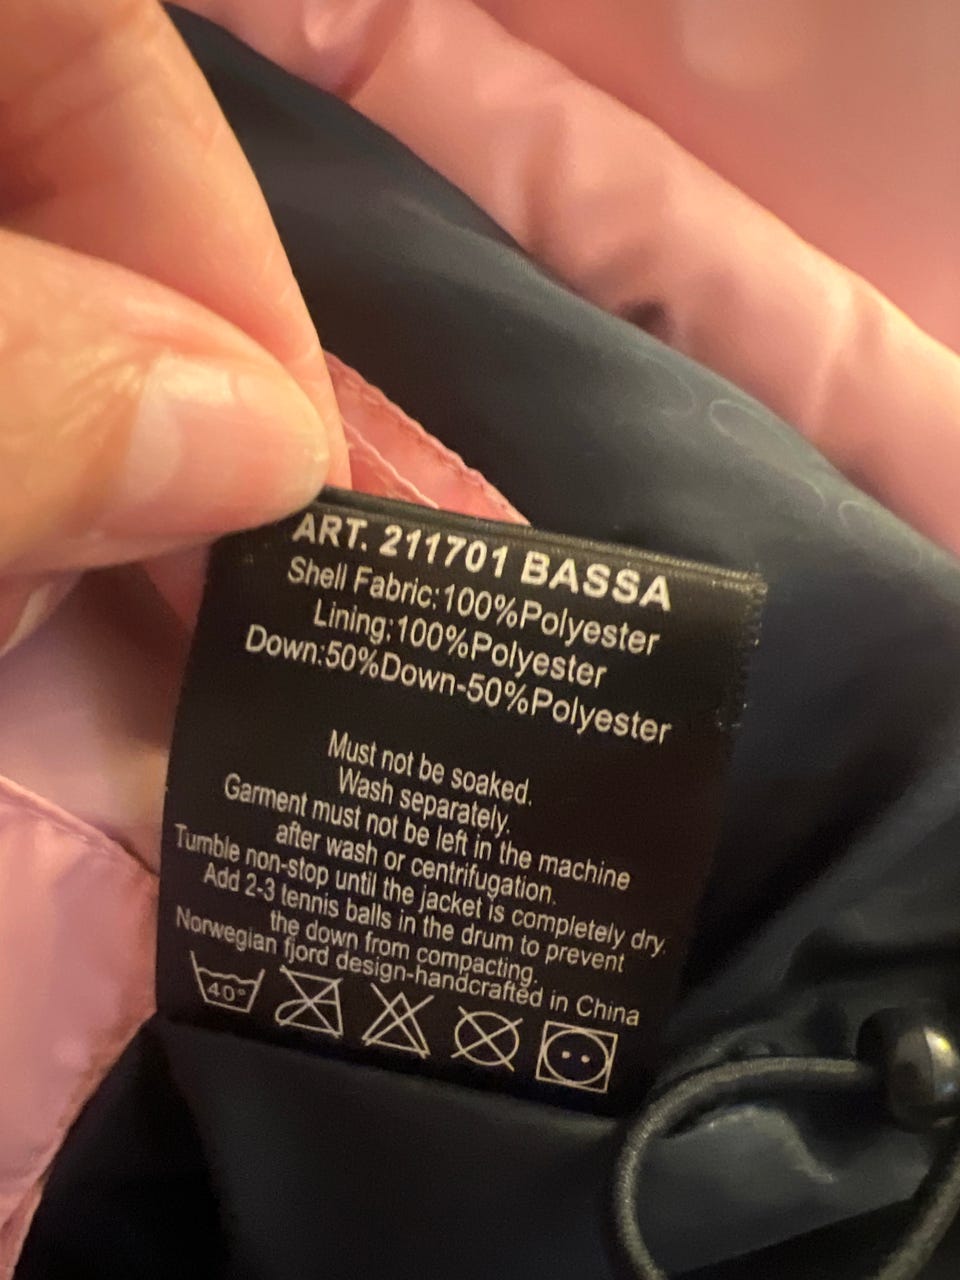 ART. 211701 BASSA
Shell Fabric:100%Polyester
Lining:100%Polyester
Down:50%Down-50%Polyester
Must not be soaked.
Wash separately.
Garment must not be left in the machine
after wash or centrifugation.
Tumble non-stop until the jacket is completely dry.
Add 2-3 tennis balls in the drum to prevent
the down from compacting.
Norwegian fjord design-handcrafted in China
40°